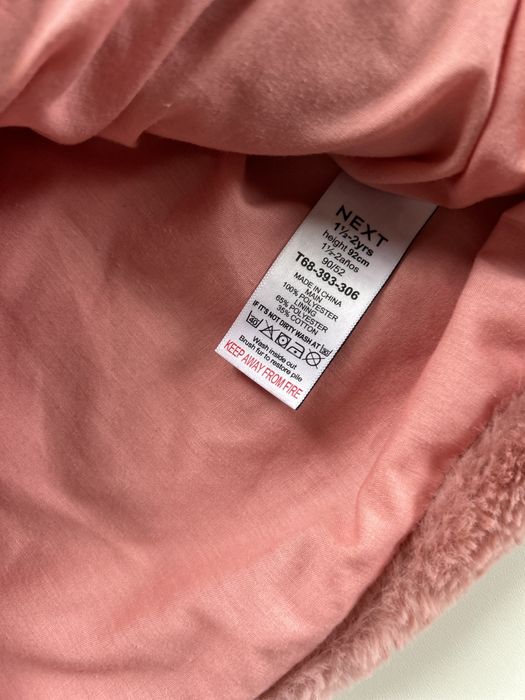 NEXT
1½-2yrs
height 92cm
1½-2años
90/52
T68-393-306
MADE IN CHINA
MAIN
100% POLYESTER
LINING
65% POLYESTER
35% COTTON
IF IT'S NOT DIRTY WASH AT 30
40
Wash inside out
Brush fur to restore pile
KEEP AWAY FROM FIRE